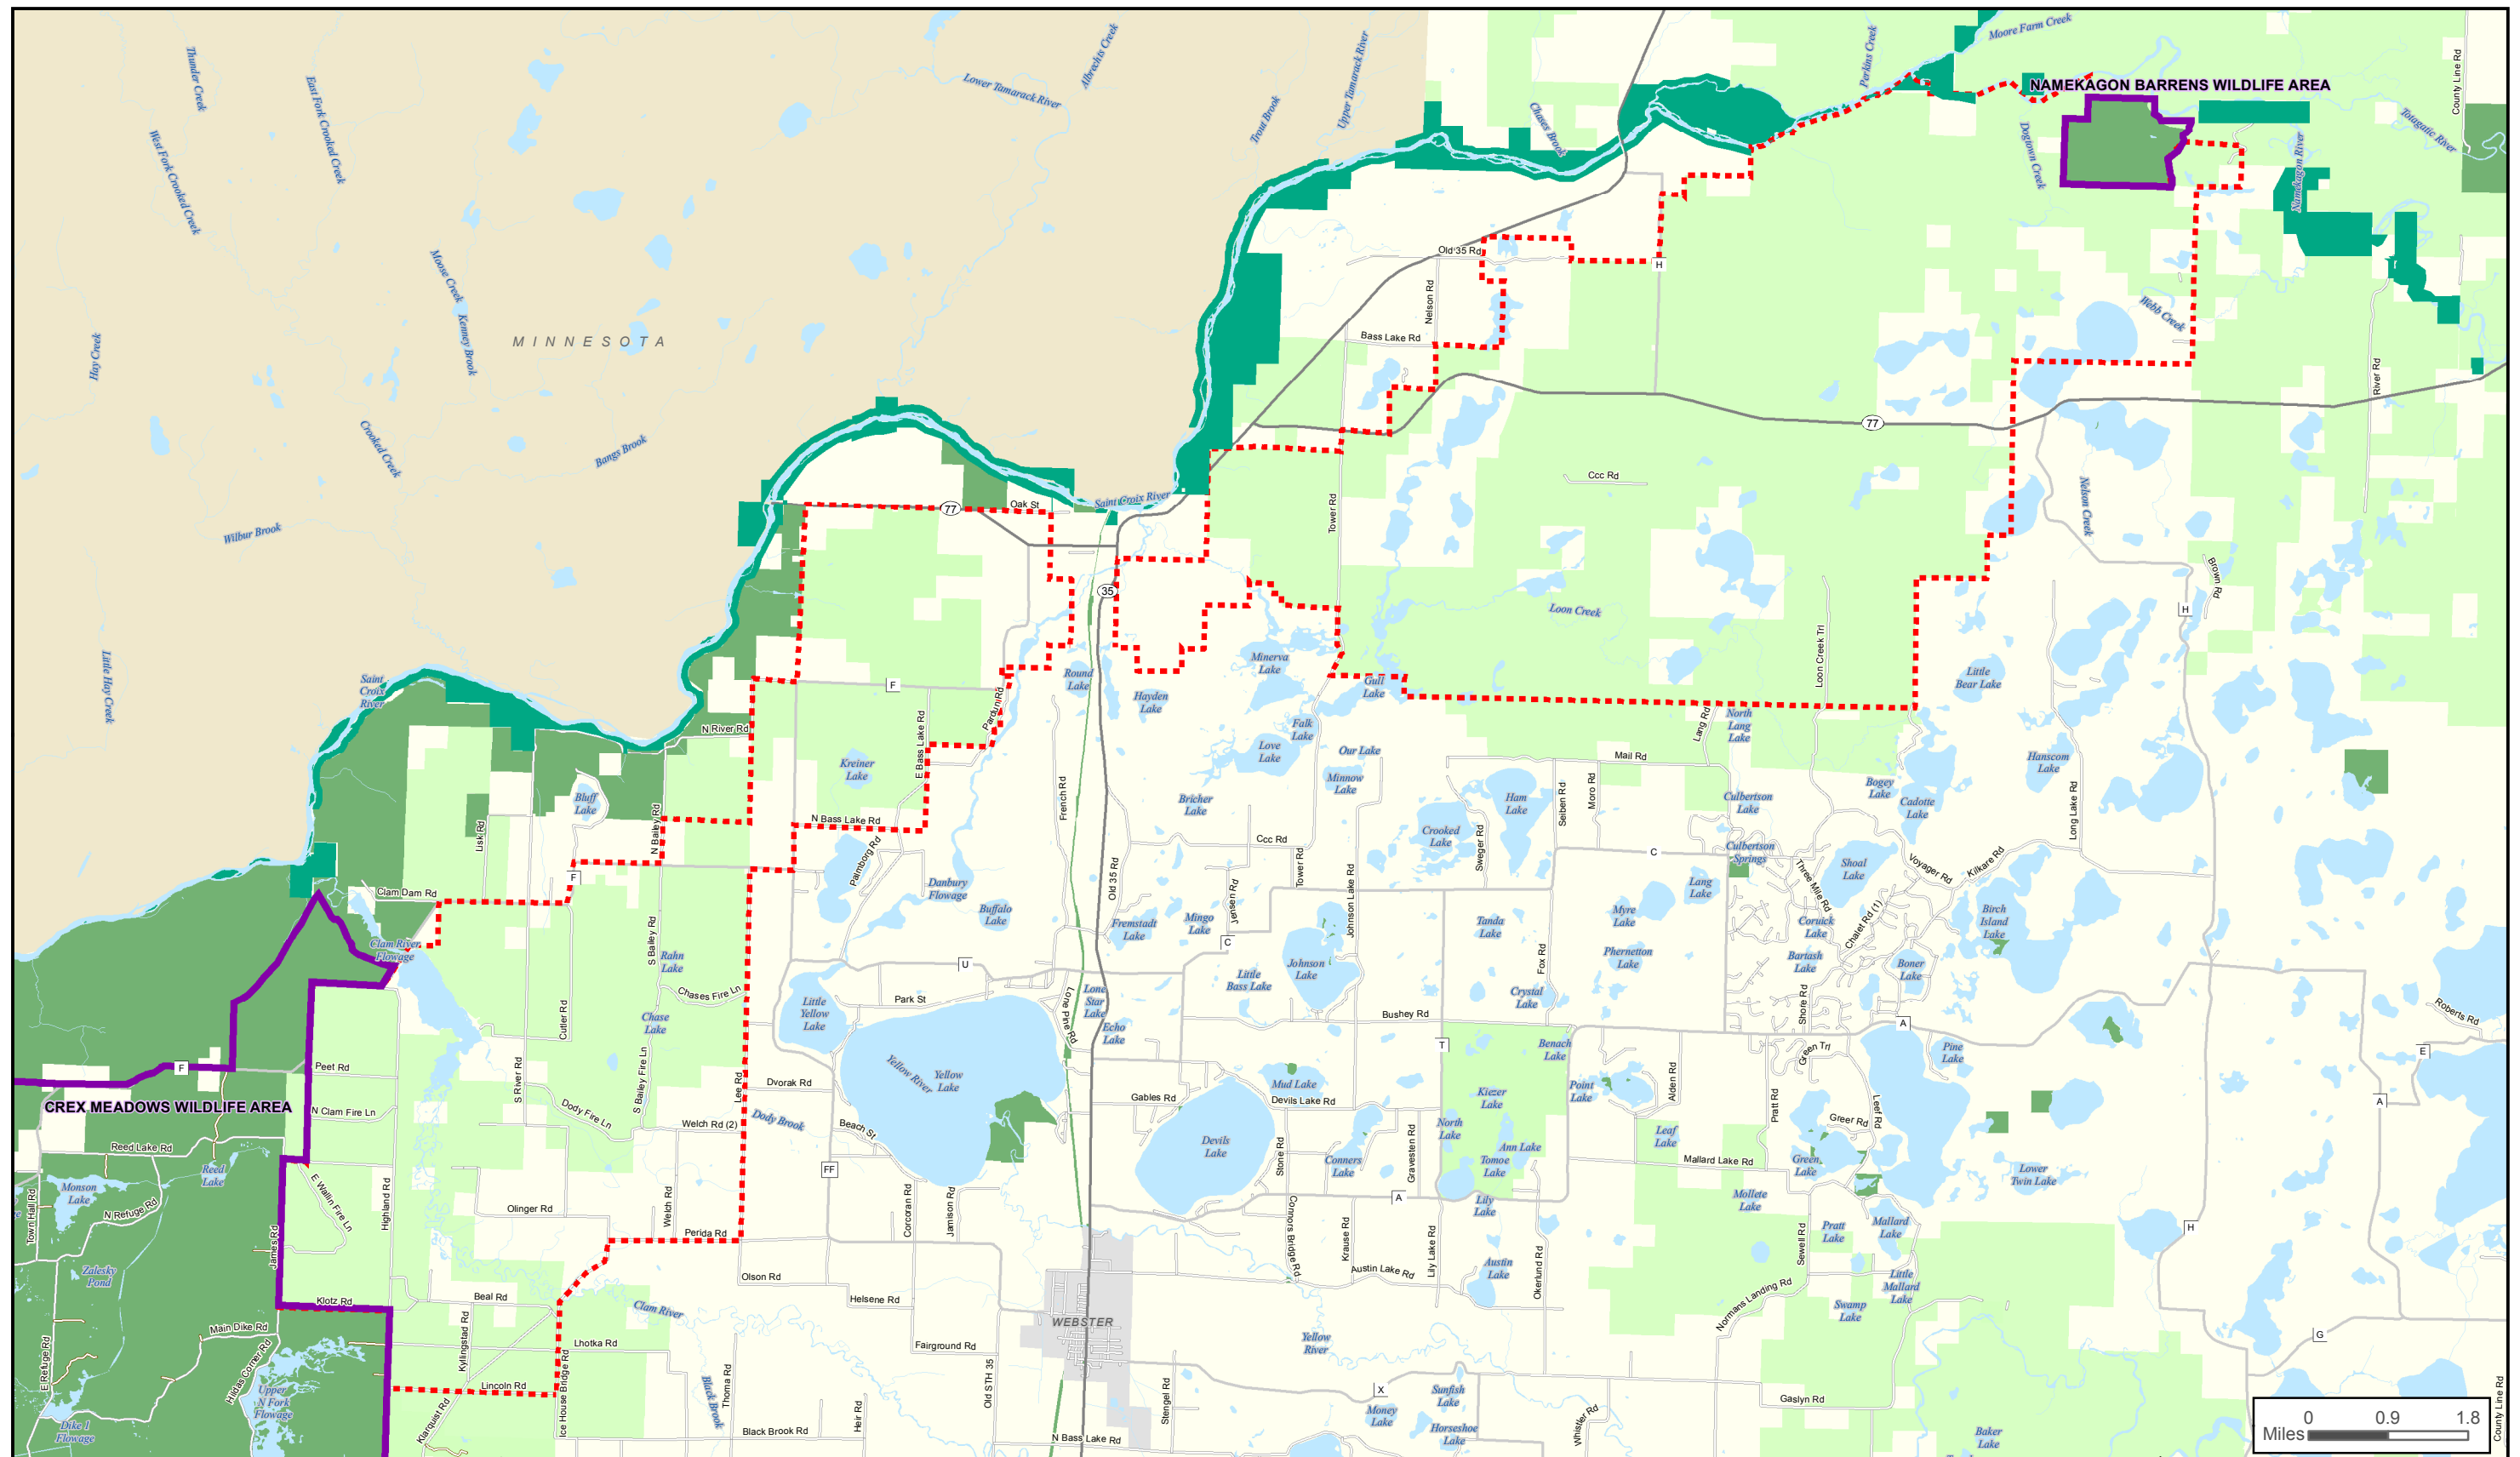 Thunder Creek
East Fork Crooked Creek
West Fork Crooked Creek
Lower Tamarack River
Albrechts Creek
Trout Brook
Upper Tamarack River
Chases Brook
Perkins Creek
Moore Farm Creek
NAMEKAGON BARRENS WILDLIFE AREA
County Line Rd
Totagatic River
Dogtown Creek
Namekagon River
Moose Creek
Kenney Brook
Hay Creek
MINNESOTA
Old 35 Rd
H
Nelson Rd
Bass Lake Rd
Webb Creek
River Rd
77
Crooked Creek
Bangs Brook
Ccc Rd
Wilbur Brook
Saint Croix River
77
Oak St
Tower Rd
Nelson Creek
35
Loon Creek
Brown Rd
H
Little Hay Creek
Saint
Croix
River
Loon Creek Trl
Minerva
Lake
Round
Lake
Hayden
Lake
Gull
Lake
Little
Bear Lake
F
Parduni Rd
N River Rd
E Bass Lake Rd
Falk
Lake
Love
Lake
Our Lake
Minnow
Lake
Lang Rd
North
Lang
Lake
Mail Rd
Hanscom
Lake
Kreiner
Lake
Bluff
Lake
Lisk Rd
N Bailey Rd
N Bass Lake Rd
French Rd
Bricher
Lake
Ham
Lake
Seiben Rd
Moro Rd
Culbertson
Lake
Bogey
Lake
Cadotte
Lake
Long Lake Rd
Crooked
Lake
Sweger Rd
Ccc Rd
Tower Rd
C
Culbertson
Springs
Shoal
Lake
Voyager Rd
Kilkare Rd
Palmborg Rd
Old 35 Rd
F
Clam Dam Rd
Danbury
Flowage
Buffalo
Lake
Jensen Rd
Johnson Lake Rd
Lang
Lake
Three Mile Rd
Fremstadt
Lake
Mingo
Lake
Tanda
Lake
Myre
Lake
Coruick
Lake
Chalet Rd (1)
Birch
Island
Lake
Clam River
Flowage
S Bailey Rd
Rahn
Lake
U
C
Johnson
Lake
Fox Rd
Phernetton
Lake
Bartash
Lake
Boner
Lake
Little
Bass Lake
Chases Fire Ln
Park St
Little
Yellow
Lake
Lone Pine Rd
Lone
Star
Lake
Crystal
Lake
Shore Rd
Roberts Rd
Cutler Rd
Chase
Lake
Echo
Lake
Bushey Rd
A
T
Benach
Lake
Green Trl
Pine
Lake
E
Peet Rd
F
Yellow River
Yellow
Lake
Dvorak Rd
Lee Rd
S River Rd
S Bailey Fire Ln
Dody Fire Ln
Mud Lake
Gables Rd
Devils Lake Rd
Kiezer
Lake
Point
Lake
Alden Rd
Pratt Rd
Leef Rd
A
CREX MEADOWS WILDLIFE AREA
N Clam Fire Ln
Welch Rd (2)
Dody Brook
Beach St
Greer Rd
North
Lake
Leaf
Lake
Reed Lake Rd
Reed
Lake
Devils
Lake
Stone Rd
Conners
Lake
Gravesten Rd
Ann Lake
Tomoe
Lake
Mallard Lake Rd
Green
Lake
Lower
Twin Lake
FF
Monson
Lake
Town Hall Rd
N Refuge Rd
E Wallin Fire Ln
Highland Rd
Olinger Rd
Welch Rd
Perida Rd
Corcoran Rd
Jamison Rd
Connors Bridge Rd
A
Lily
Lake
Mollete
Lake
Krause Rd
Lily Lake Rd
Okerlund Rd
Sewell Rd
Pratt
Lake
Mallard
Lake
H
James Rd
Zalesky
Pond
Olson Rd
Austin Lake Rd
Austin
Lake
Little
Mallard
Lake
Normans Landing Rd
Klotz Rd
Beal Rd
Clam River
Helsene Rd
Swamp
Lake
Main Dike Rd
WEBSTER
Yellow
River
G
E Refuge Rd
Hildas Corner Rd
Kyllingstad Rd
Lhotka Rd
Fairground Rd
Lincoln Rd
Ice House Bridge Rd
Thoma Rd
Black Brook
Old STH 35
Stengel Rd
X
Sunfish
Lake
Gaslyn Rd
Upper
N Fork
Flowage
Dike 1
Flowage
Klarquist Rd
Heir Rd
Black Brook Rd
N Bass Lake Rd
Money
Lake
Horseshoe
Lake
Whistler Rd
Baker
Lake
County Line Rd
0 0.9 1.8
Miles